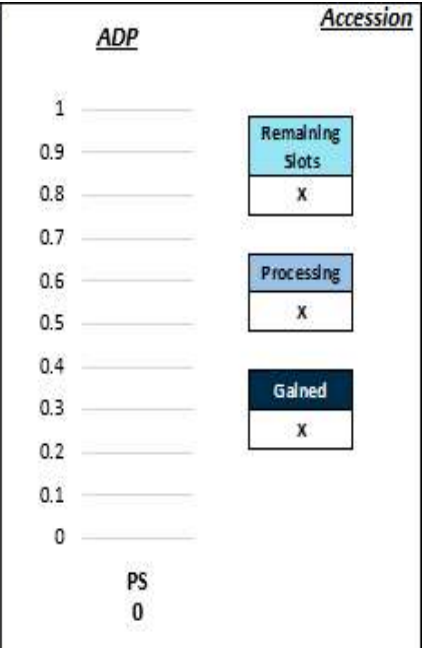 Accession
ADP
1
0.9
0.8
0.7
0.6
0.5
0.4
0.3
0.2
0.1
0
PS
0
Remaining
Slots
X
Processing
X
Gained
X